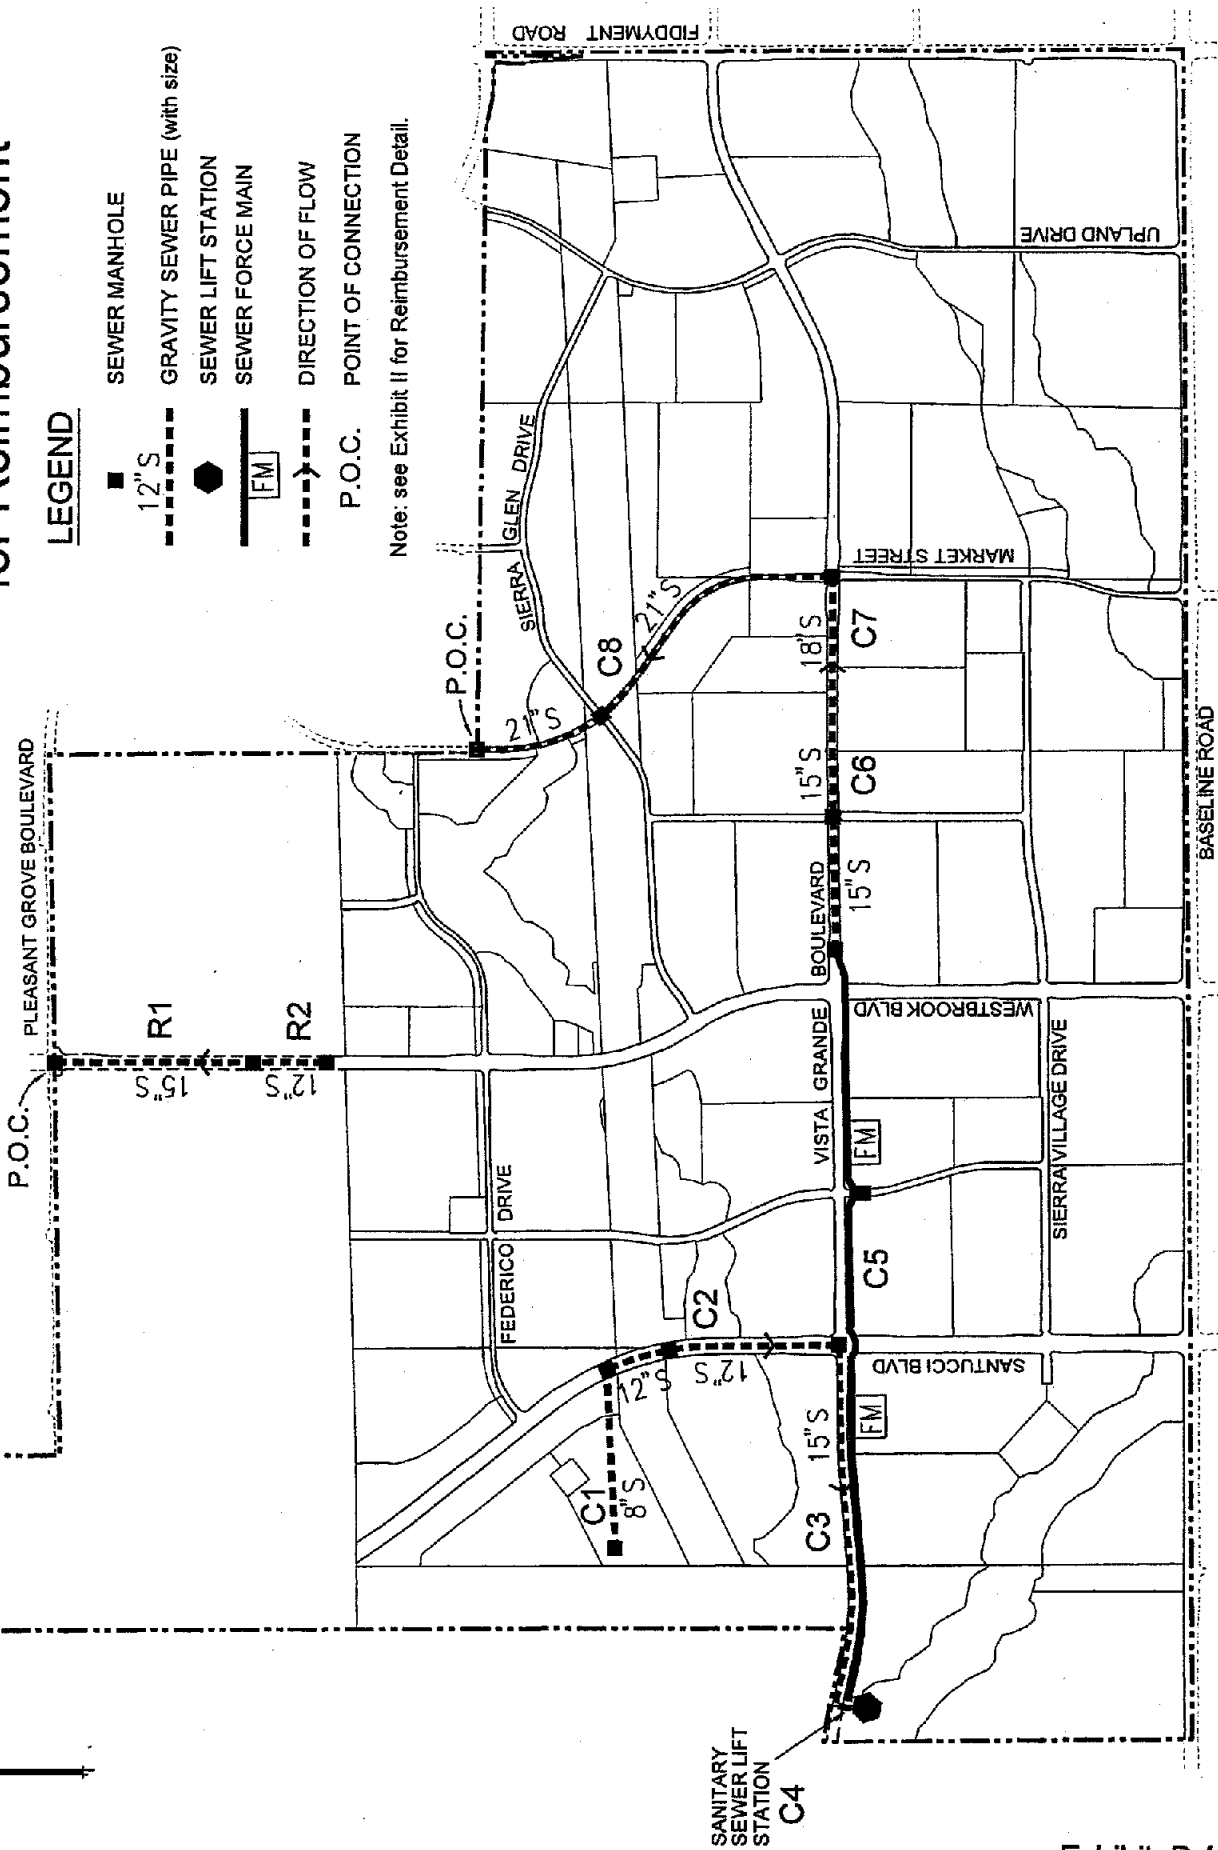 for Reimbursement
LEGEND
SEWER MANHOLE
12"S
GRAVITY SEWER PIPE (with size)
SEWER LIFT STATION
FM
SEWER FORCE MAIN
DIRECTION OF FLOW
P.O.C.
POINT OF CONNECTION
Note: see Exhibit II for Reimbursement Detail.
P.O.C.
PLEASANT GROVE BOULEVARD
R1
15"S
R2
12"S
P.O.C.
FIDDYMENT ROAD
SIERRA GLEN DRIVE
21"S
C8
21"S
UPLAND DRIVE
MARKET STREET
18"S
C7
15"S
C6
15"S
VISTA GRANDE BOULEVARD
WESTBROOK BLVD
FM
SIERRA VILLAGE DRIVE
C5
FEDERICO DRIVE
C2
12"S
12"S
C1
8"S
SANTUCCI BLVD
FM
15"S
C3
SANITARY
SEWER LIFT
STATION
C4
BASELINE ROAD